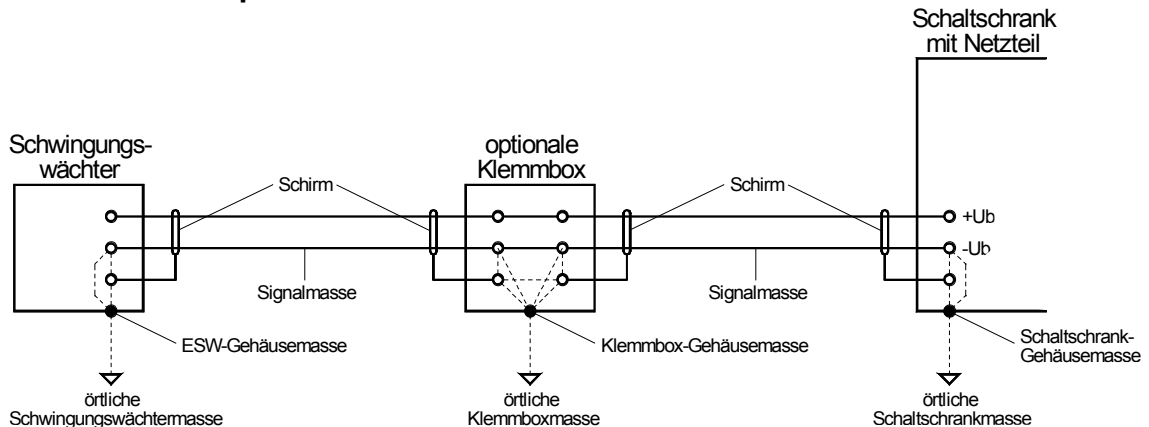 Schaltschrank
mit Netzteil
Schwingungs-
wächter
optionale
Klemmbox
Schirm
Schirm
+Ub
-Ub
Signalmasse
Signalmasse
ESW-Gehäusemasse
Klemmbox-Gehäusemasse
Schaltschrank-
Gehäusemasse
örtliche
Schwingungswächtermasse
örtliche
Klemmboxmasse
örtliche
Schaltschrankmasse